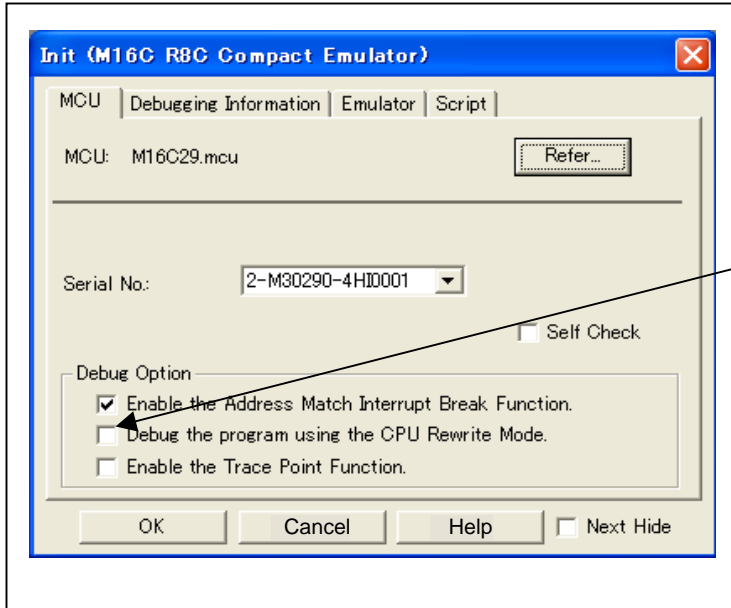 Init (M16C R8C Compact Emulator)
MCU Debugging Information Emulator Script
MCU: M16C29.mcu Refer...
Serial No.: 2-M30290-4HI0001
Self Check
Debug Option
Enable the Address Match Interrupt Break Function.
Debug the program using the CPU Rewrite Mode.
Enable the Trace Point Function.
OK Cancel Help Next Hide